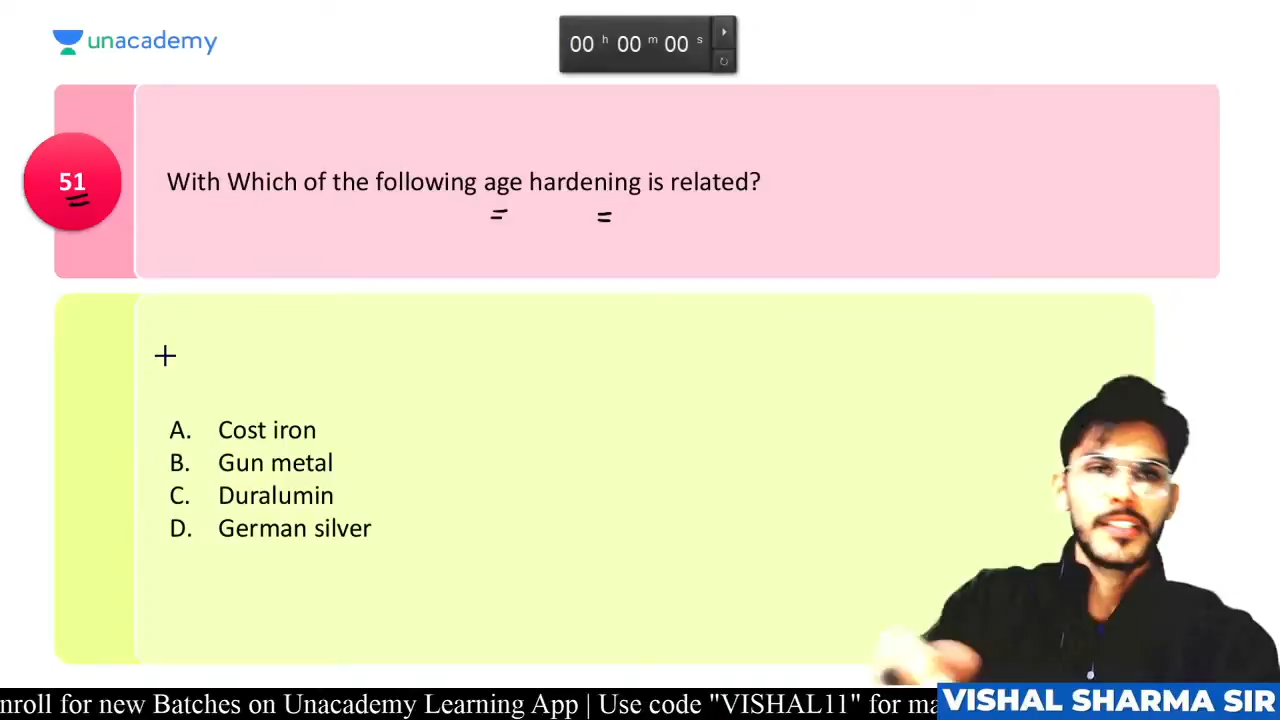 unacademy
00 h 00 m 00 s
51
With Which of the following age hardening is related?
A. Cost iron
B. Gun metal
C. Duralumin
D. German silver
nroll for new Batches on Unacademy Learning App | Use code "VISHAL11" for ma
VISHAL SHARMA SIR